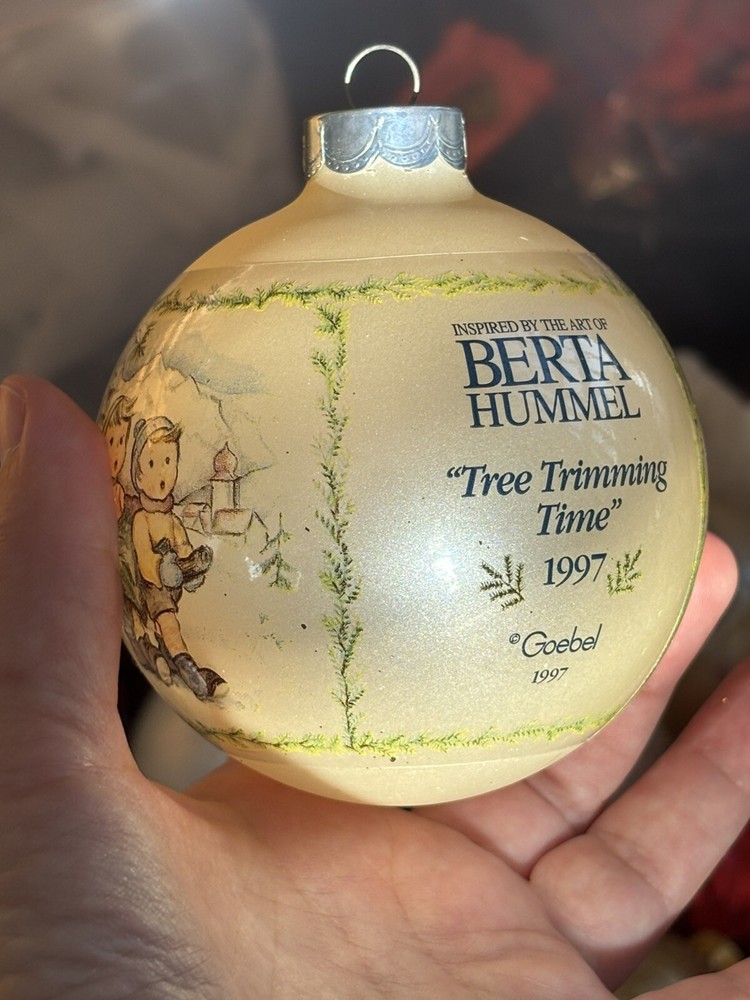 INSPIRED BY THE ART OF
BERTA
HUMMEL
“Tree Trimming
Time”
1997
© Goebel
1997